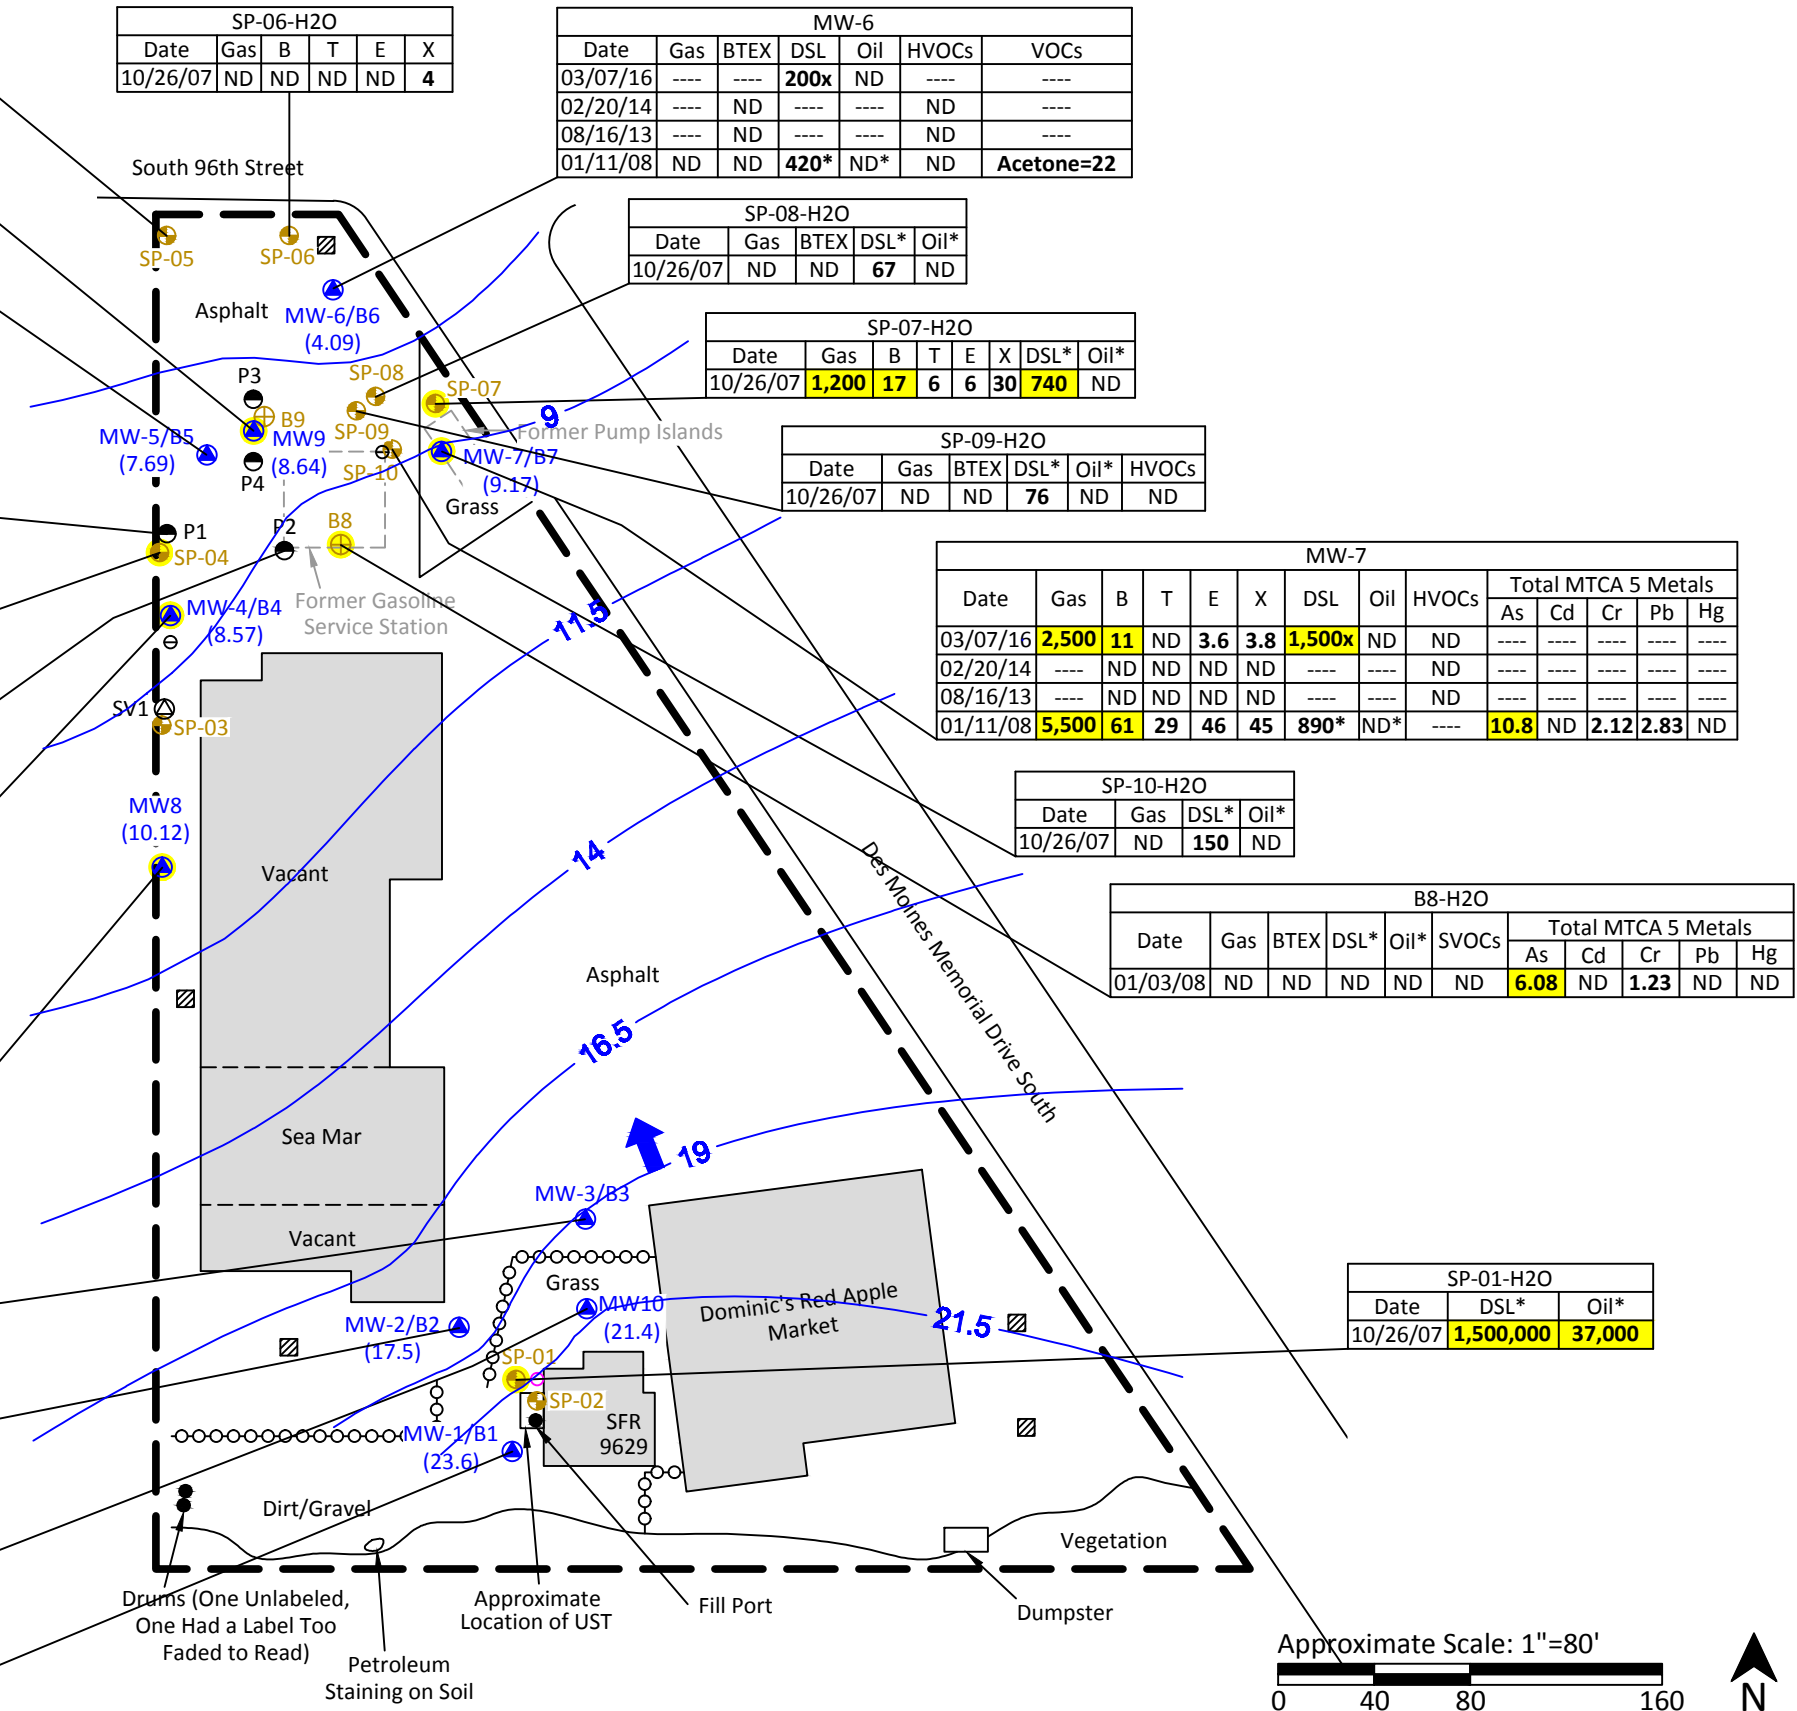 SP-06-H2O
Date Gas B T E X
10/26/07 ND ND ND ND 4
MW-6
Date Gas BTEX DSL Oil HVOCs VOCs
03/07/16 ---- ---- 200x ND ---- ----
02/20/14 ---- ND ---- ---- ND ----
08/16/13 ---- ND ---- ---- ND ----
01/11/08 ND ND 420* ND* ND Acetone=22
South 96th Street
SP-08-H2O
Date Gas BTEX DSL* Oil*
10/26/07 ND ND 67 ND
SP-05
SP-06
Asphalt
MW-6/B6
(4.09)
SP-07-H2O
Date Gas B T E X DSL* Oil*
10/26/07 1,200 17 6 6 30 740 ND
P3
SP-08
SP-07
B9
9
SP-09
Former Pump Islands
MW-5/B5
(7.69)
MW9
(8.64)
MW-7/B7
(9.17)
SP-10
P4
Grass
SP-09-H2O
Date Gas BTEX DSL* Oil* HVOCs
10/26/07 ND ND 76 ND ND
P1
P2
B8
SP-04
MW-7
Date Gas B T E X DSL Oil HVOCs Total MTCA 5 Metals
As Cd Cr Pb Hg
03/07/16 2,500 11 ND 3.6 3.8 1,500x ND ND ---- ---- ---- ---- ----
02/20/14 ---- ND ND ND ND ---- ---- ND ---- ---- ---- ---- ----
08/16/13 ---- ND ND ND ND ---- ---- ND ---- ---- ---- ---- ----
01/11/08 5,500 61 29 46 45 890* ND* ---- 10.8 ND 2.12 2.83 ND
MW-4/B4
(8.57)
Former Gasoline
Service Station
11.5
SV1
SP-03
SP-10-H2O
Date Gas DSL* Oil*
10/26/07 ND 150 ND
MW8
(10.12)
14
Vacant
Des Moines Memorial Drive South
B8-H2O
Date Gas BTEX DSL* Oil* SVOCs Total MTCA 5 Metals
As Cd Cr Pb Hg
01/03/08 ND ND ND ND ND 6.08 ND 1.23 ND ND
Asphalt
16.5
Sea Mar
19
MW-3/B3
Vacant
Grass
MW10
(21.4)
Dominic's Red Apple
Market
21.5
MW-2/B2
(17.5)
SP-01-H2O
Date DSL* Oil*
10/26/07 1,500,000 37,000
SP-01
SP-02
SFR
9629
MW-1/B1
(23.6)
Dirt/Gravel
Vegetation
Drums (One Unlabeled,
One Had a Label Too
Faded to Read)
Petroleum
Staining on Soil
Approximate
Location of UST
Fill Port
Dumpster
Approximate Scale: 1"=80'
0 40 80 160
N